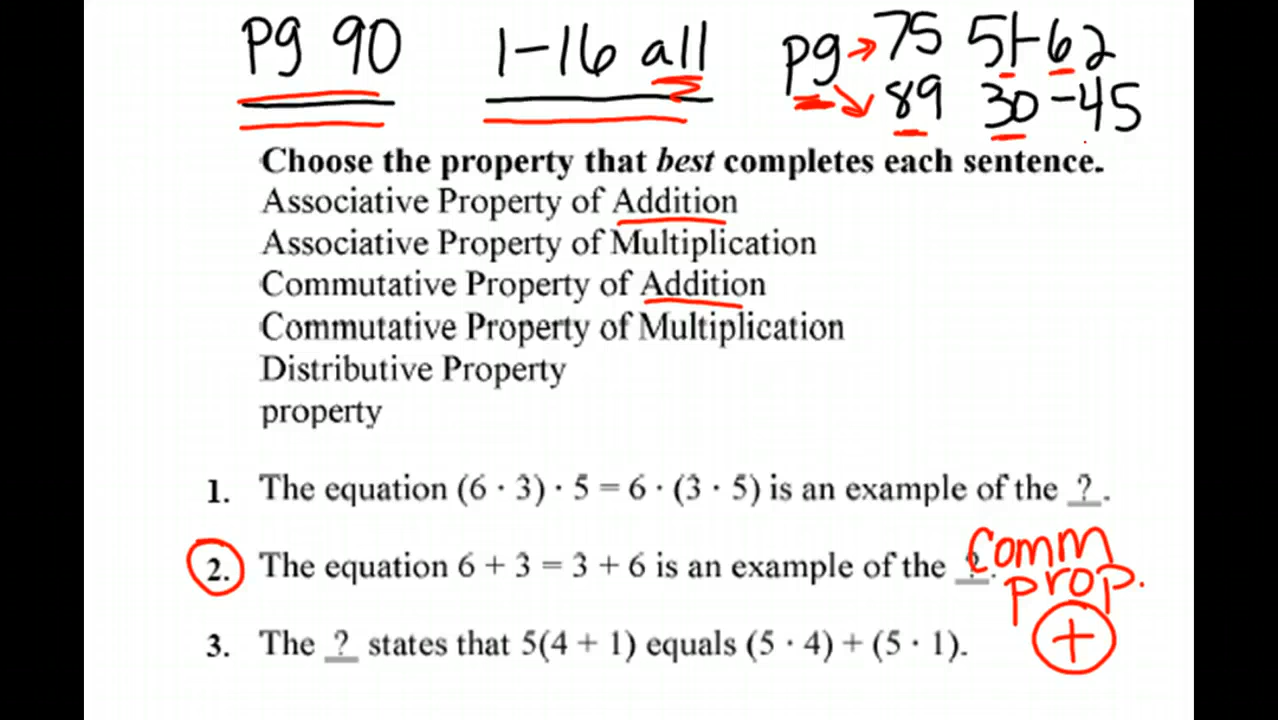 pg 90 1-16 all pg → 75 51-62
↘ 89 30-45
Choose the property that best completes each sentence.
Associative Property of Addition
Associative Property of Multiplication
Commutative Property of Addition
Commutative Property of Multiplication
Distributive Property
property
1. The equation (6 · 3) · 5 = 6 · (3 · 5) is an example of the ?.
2. The equation 6 + 3 = 3 + 6 is an example of the ?. Comm
prop.
3. The ? states that 5(4 + 1) equals (5 · 4) + (5 · 1). +